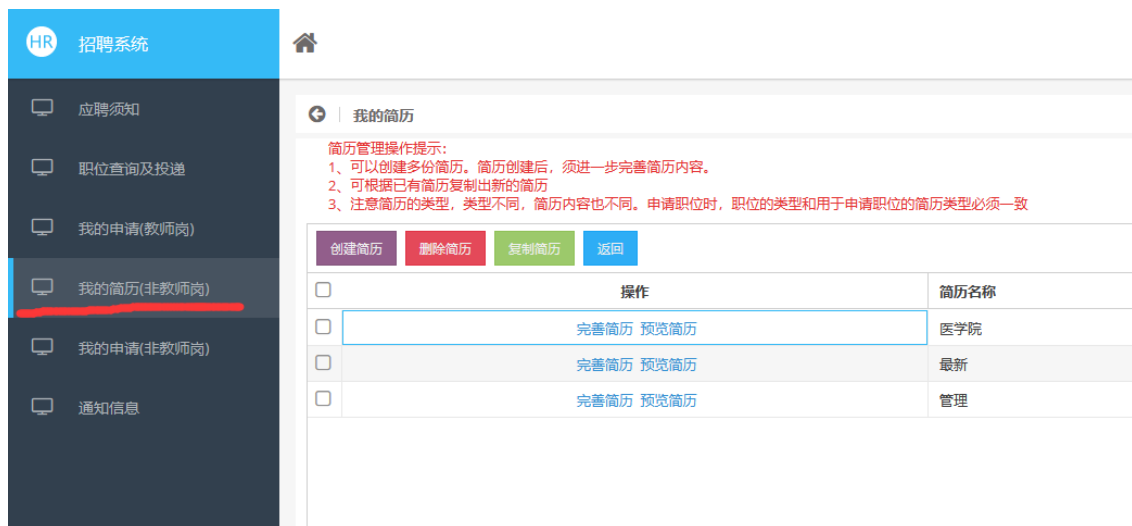 HR 招聘系统
应聘须知
职位查询及投递
我的申请(教师岗)
我的简历(非教师岗)
我的申请(非教师岗)
通知信息
我的简历
简历管理操作提示:
1、可以创建多份简历。简历创建后，须进一步完善简历内容。
2、可根据已有简历复制出新的简历
3、注意简历的类型，类型不同，简历内容也不同。申请职位时，职位的类型和用于申请职位的简历类型必须一致
创建简历 删除简历 复制简历 返回
操作 简历名称
完善简历 预览简历 医学院
完善简历 预览简历 最新
完善简历 预览简历 管理